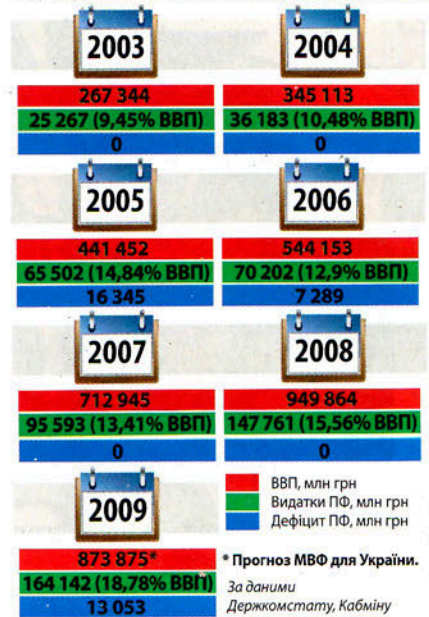 2003
267 344
25 267 (9,45% ВВП)
0
2004
345 113
36 183 (10,48% ВВП)
0
2005
441 452
65 502 (14,84% ВВП)
16 345
2006
544 153
70 202 (12,9% ВВП)
7 289
2007
712 945
95 593 (13,41% ВВП)
0
2008
949 864
147 761 (15,56% ВВП)
0
2009
873 875*
164 142 (18,78% ВВП)
13 053
ВВП, млн грн
Видатки ПФ, млн грн
Дефіцит ПФ, млн грн
* Прогноз МВФ для України.
За даними
Держкомстату, Кабміну